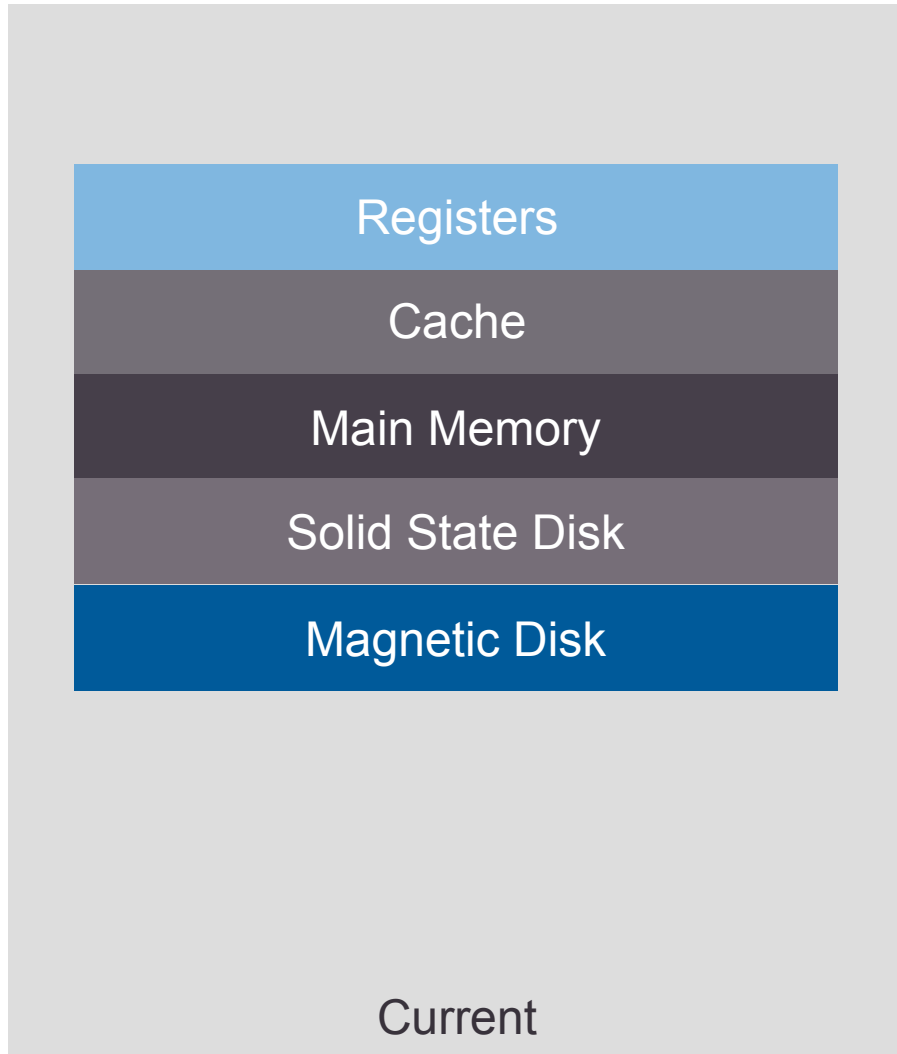 Registers
Cache
Main Memory
Solid State Disk
Magnetic Disk
Current